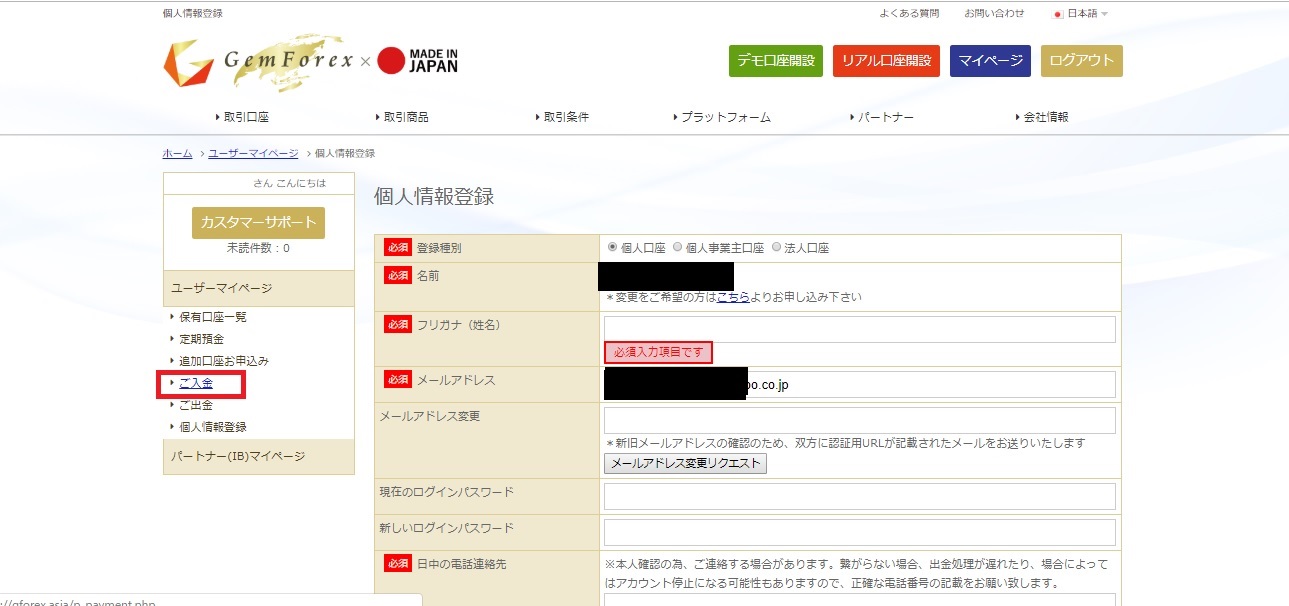 個人情報登録
よくある質問 お問い合わせ 日本語
GemForex × MADE IN JAPAN
デモ口座開設 リアル口座開設 マイページ ログアウト
取引口座 取引商品 取引条件 プラットフォーム パートナー 会社情報
ホーム > ユーザーマイページ > 個人情報登録
さん こんにちは
カスタマーサポート
未読件数：0
ユーザーマイページ
保有口座一覧
定期預金
追加口座お申込み
ご入金
ご出金
個人情報登録
パートナー(IB)マイページ
個人情報登録
必須 登録種別 個人口座 個人事業主口座 法人口座
必須 名前
＊変更をご希望の方はこちらよりお申し込み下さい
必須 フリガナ（姓名）
必須入力項目です
必須 メールアドレス oo.co.jp
メールアドレス変更
＊新旧メールアドレスの確認のため、双方に認証用URLが記載されたメールをお送りいたします
メールアドレス変更リクエスト
現在のログインパスワード
新しいログインパスワード
必須 日中の電話連絡先 ※本人確認の為、ご連絡する場合があります。繋がらない場合、出金処理が遅れたり、場合によって
はアカウント停止になる可能性もありますので、正確な電話番号の記載をお願い致します。
://gforex.asia/p_payment.php